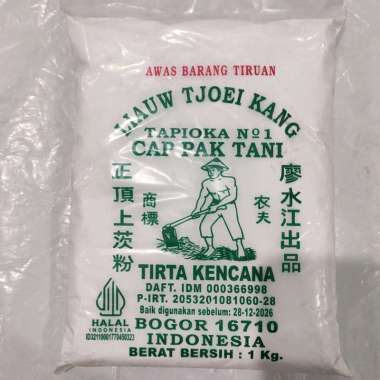 AWAS BARANG TIRUAN
LIAUW TJOEI KANG
TAPIOKA Nº1
CAP PAK TANI
正頂上茨粉
商標
农夫
廖水江出品
TIRTA KENCANA
DAFT. IDM 000366998
P-IRT. 2053201081060-28
Baik digunakan sebelum: 28-12-2026
BOGOR 16710
INDONESIA
BERAT BERSIH : 1 Kg.
HALAL
INDONESIA
ID32110001770450323